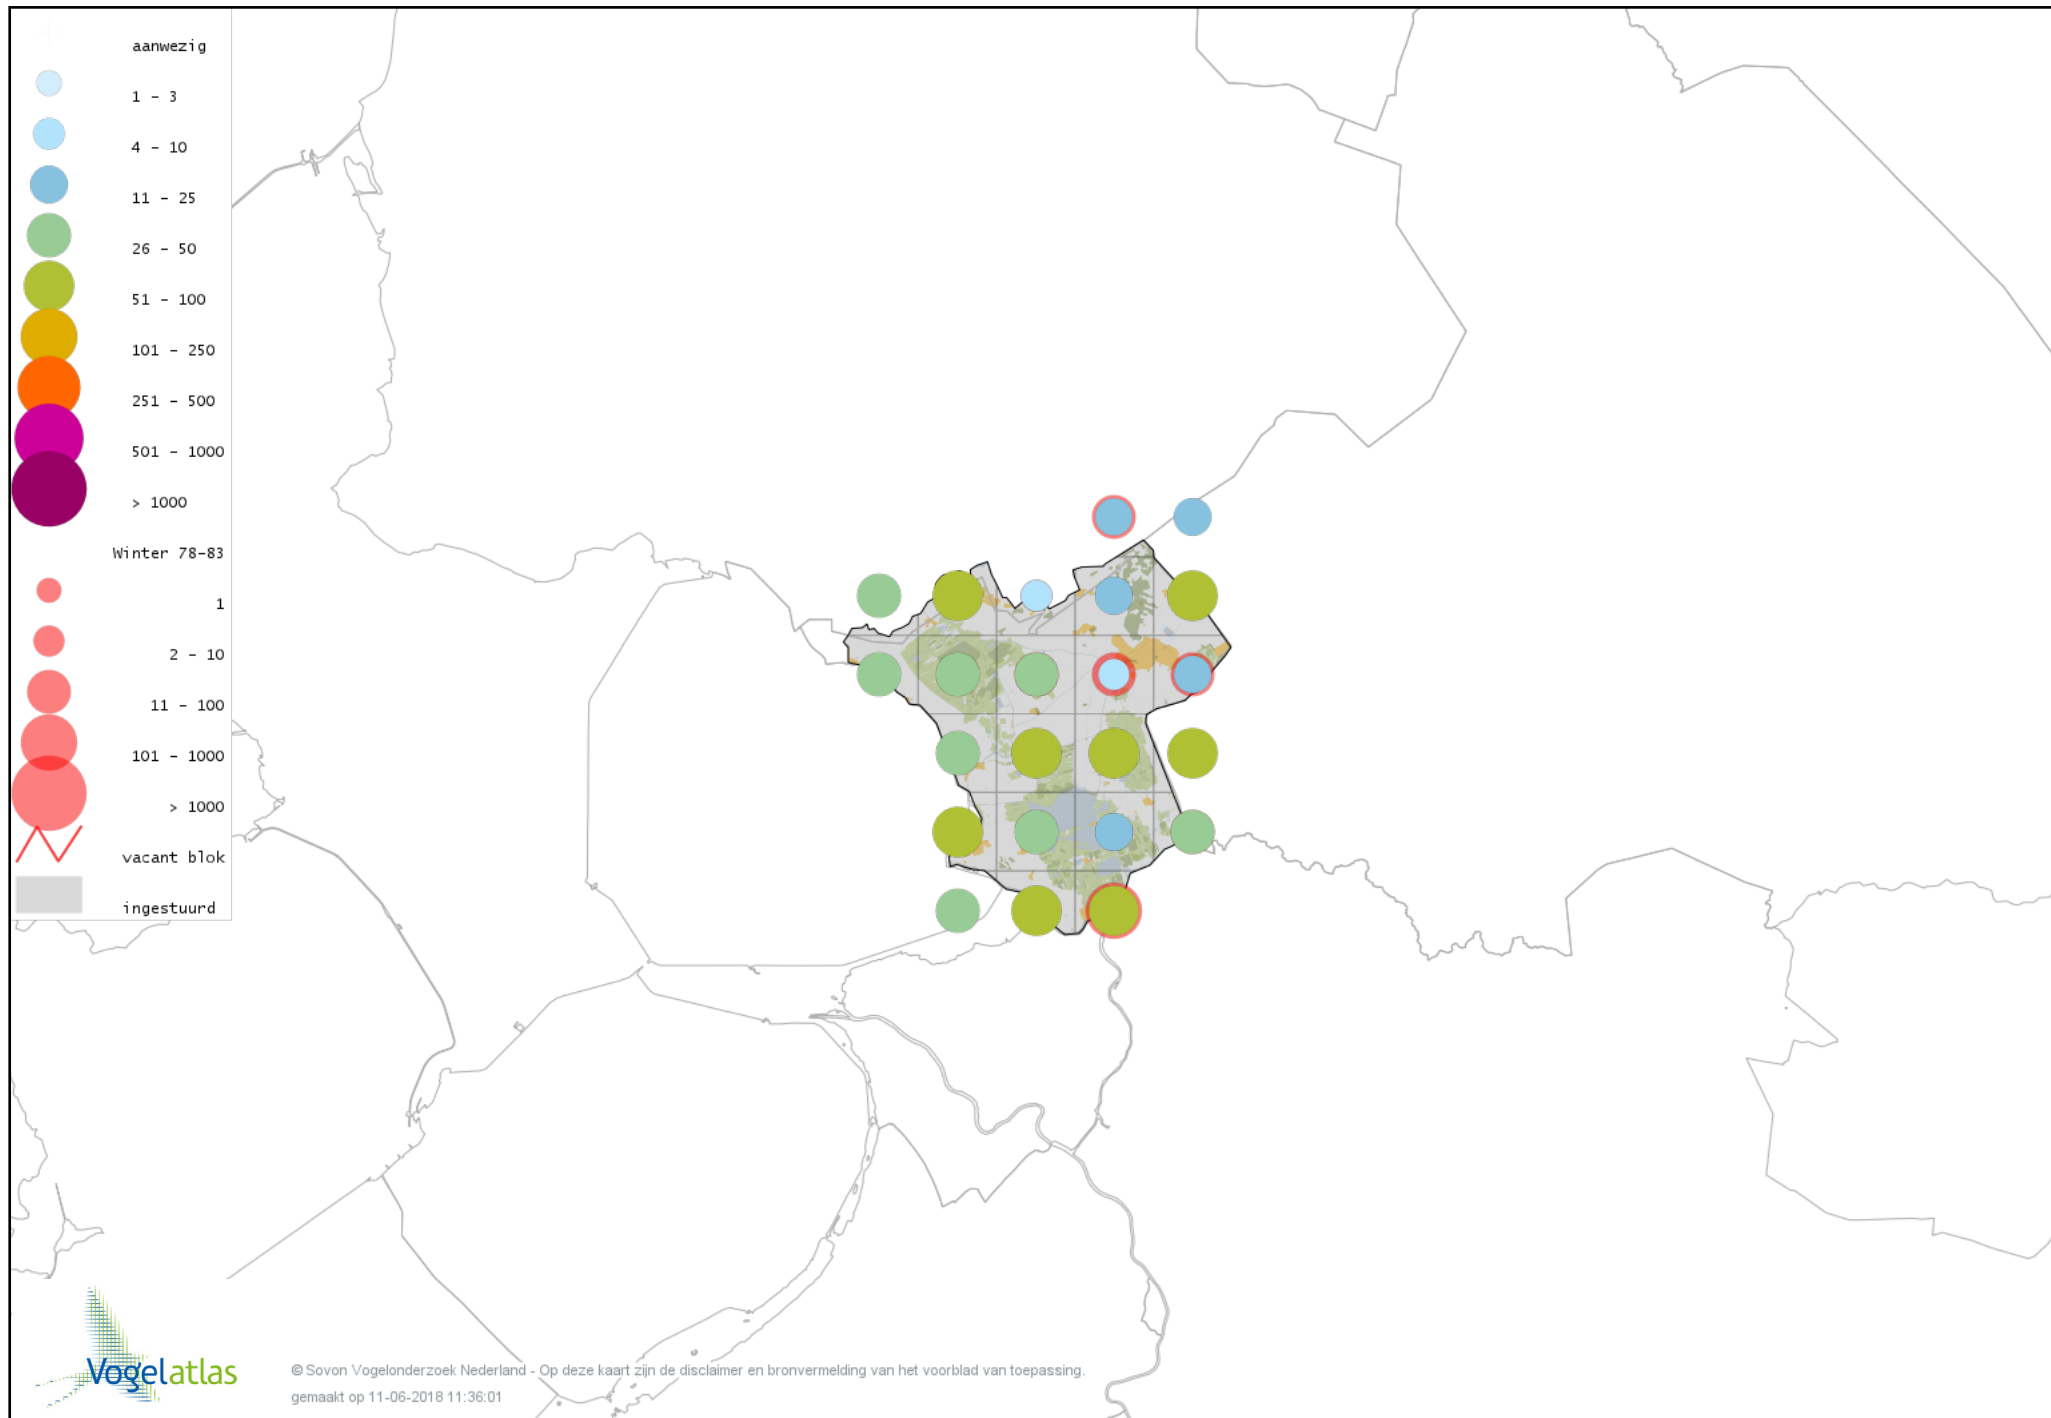 aanwezig
1 - 3
4 - 10
11 - 25
26 - 50
51 - 100
101 - 250
251 - 500
501 - 1000
> 1000
Winter 78-83
1
2 - 10
11 - 100
101 - 1000
> 1000
vacant blok
ingestuurd
Vogelatlas
© Sovon Vogelonderzoek Nederland - Op deze kaart zijn de disclaimer en bronvermelding van het voorblad van toepassing.
gemaakt op 11-06-2018 11:36:01